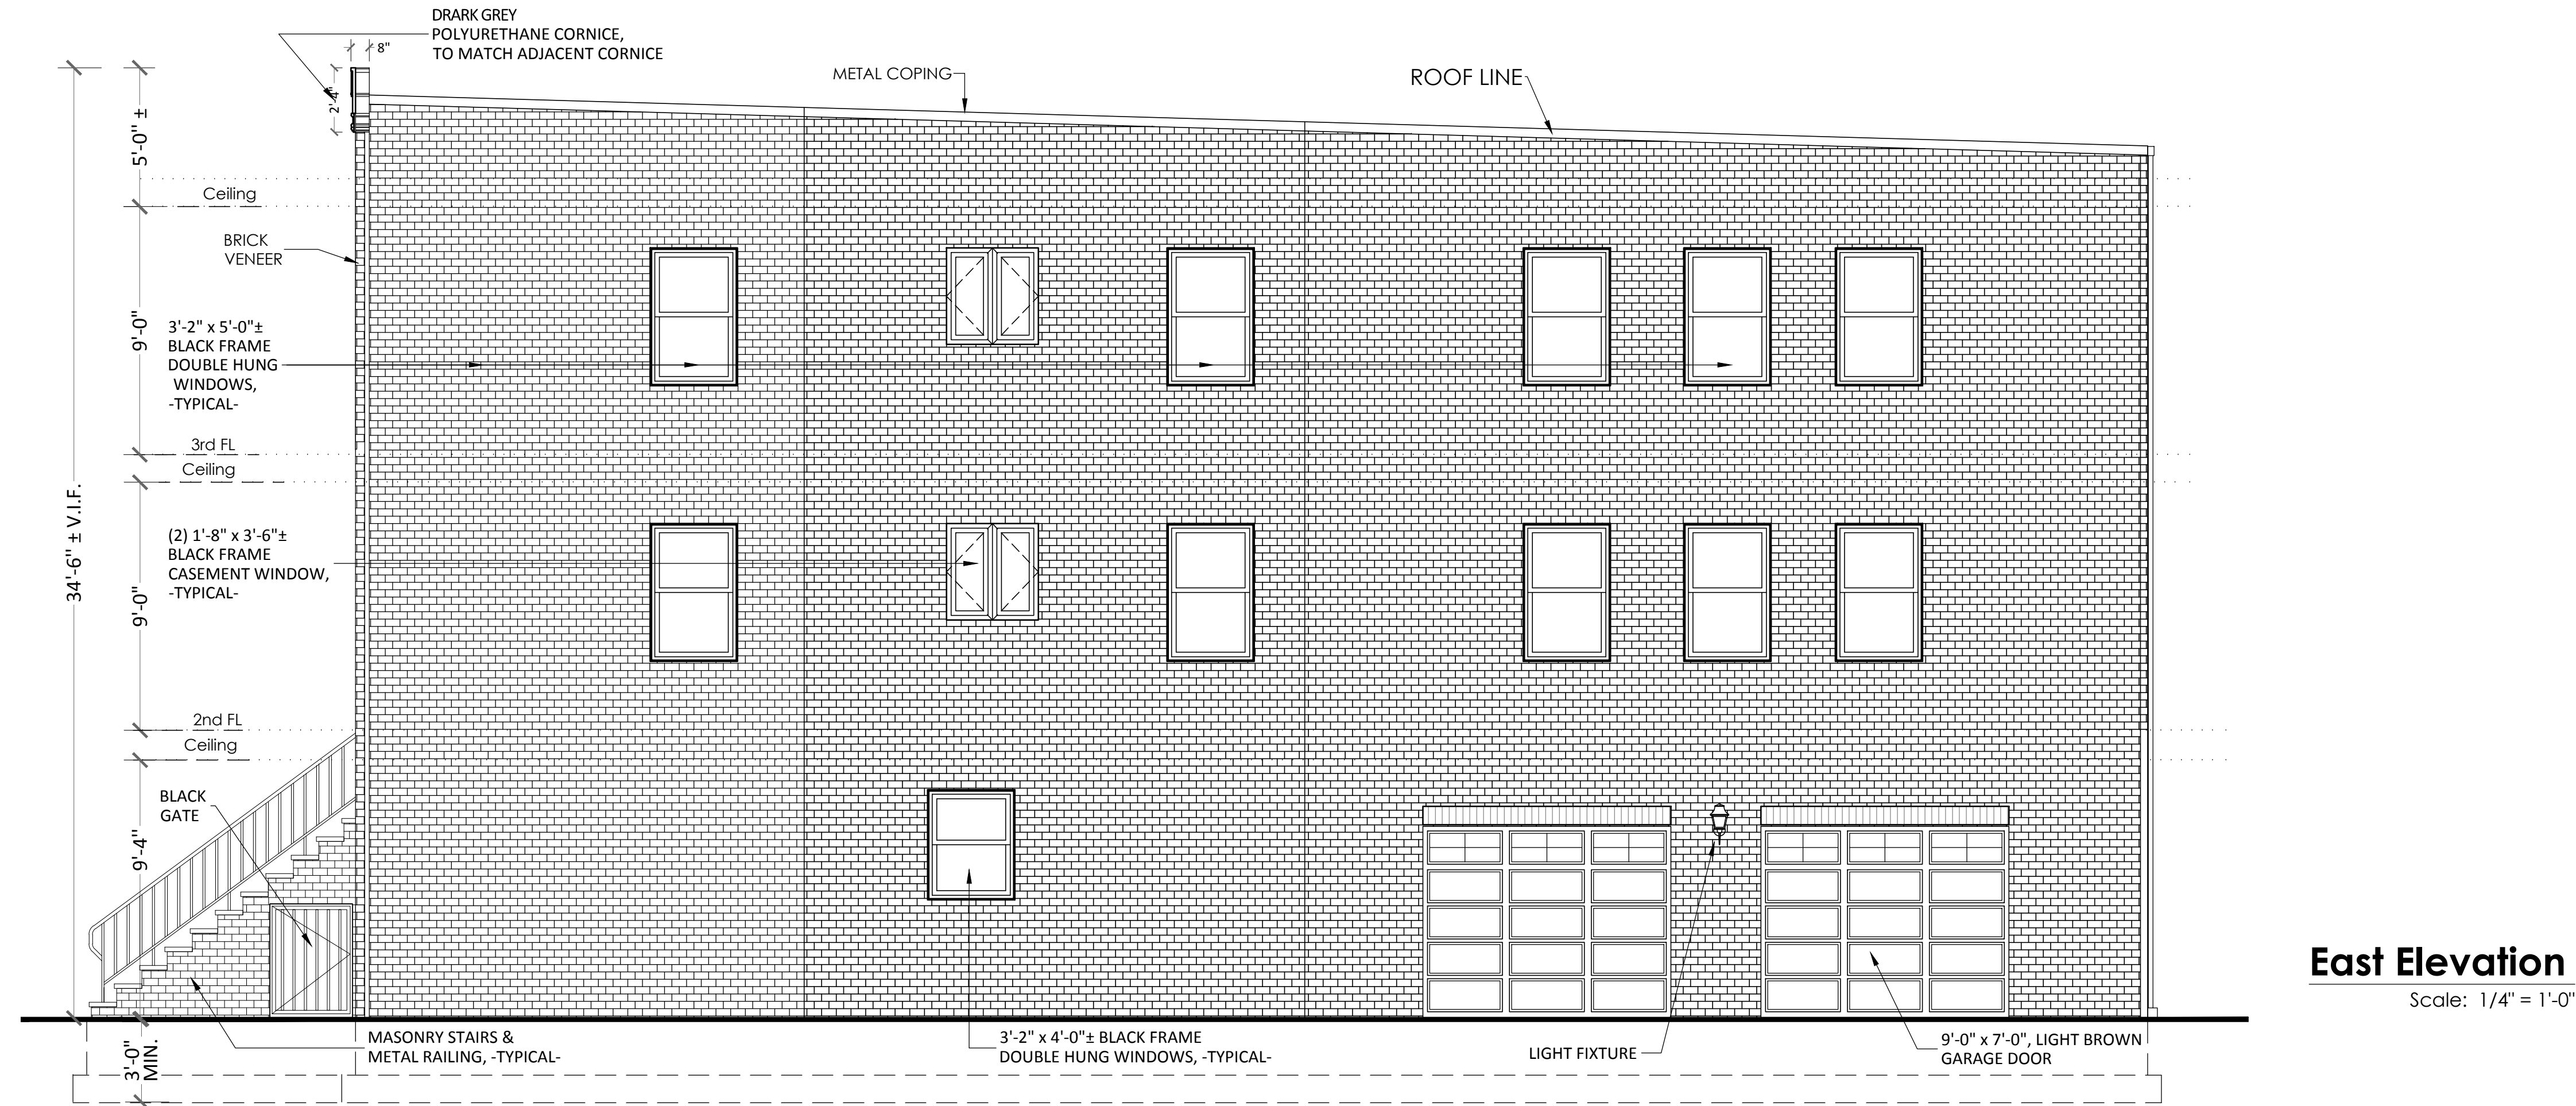 DRARK GREY
POLYURETHANE CORNICE,
TO MATCH ADJACENT CORNICE
8"
2'-4"
METAL COPING
ROOF LINE
5'-0" ±
Ceiling
BRICK
VENEER
9'-0"
3'-2" x 5'-0"±
BLACK FRAME
DOUBLE HUNG
WINDOWS,
-TYPICAL-
3rd FL
Ceiling
34'-6" ± V.I.F.
(2) 1'-8" x 3'-6"±
BLACK FRAME
CASEMENT WINDOW,
-TYPICAL-
9'-0"
2nd FL
Ceiling
BLACK
GATE
9'-4"
East Elevation
Scale: 1/4" = 1'-0"
3'-0"
MIN.
MASONRY STAIRS &
METAL RAILING, -TYPICAL-
3'-2" x 4'-0"± BLACK FRAME
DOUBLE HUNG WINDOWS, -TYPICAL-
LIGHT FIXTURE
9'-0" x 7'-0", LIGHT BROWN
GARAGE DOOR